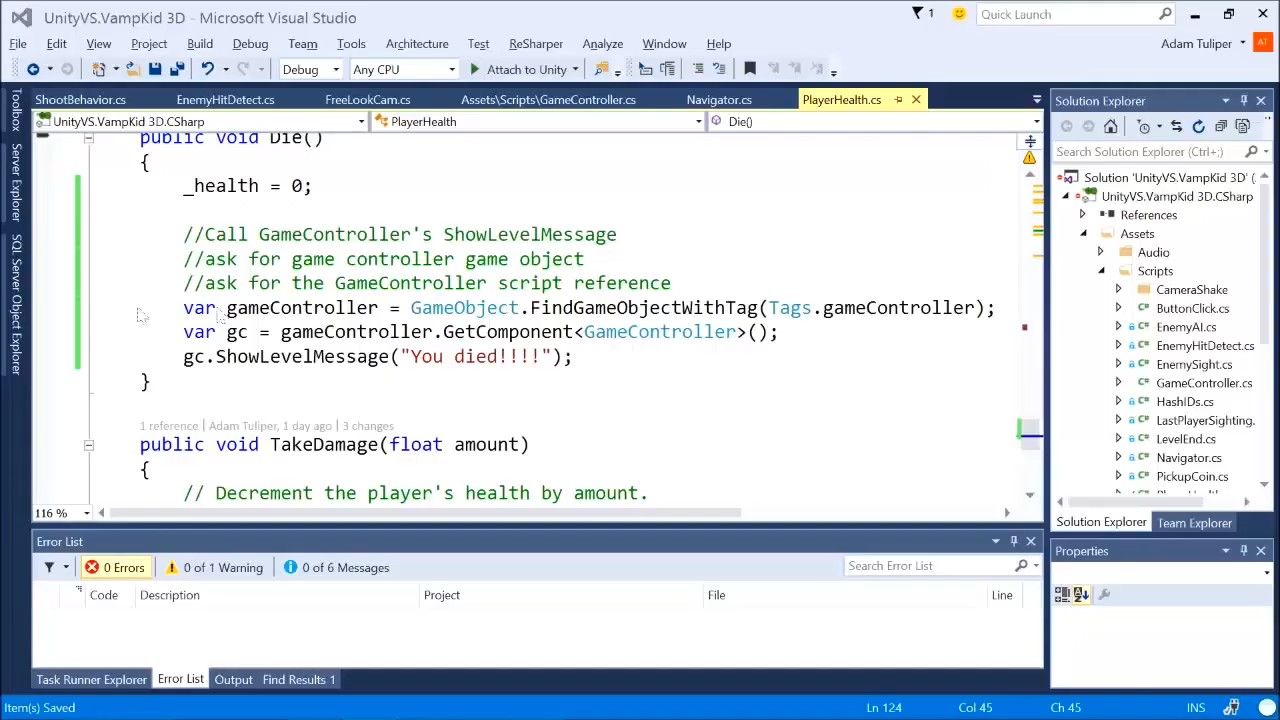 UnityVS.VampKid 3D - Microsoft Visual Studio
1
Quick Launch
File Edit View Project Build Debug Team Tools Architecture Test ReSharper Analyze Window Help
Adam Tuliper AT
Debug Any CPU Attach to Unity
Toolbox
Server Explorer
SQL Server Object Explorer
ShootBehavior.cs EnemyHitDetect.cs FreeLookCam.cs Assets\Scripts\GameController.cs Navigator.cs PlayerHealth.cs
UnityVS.VampKid 3D.CSharp PlayerHealth Die()
public void Die()
{
_health = 0;
//Call GameController's ShowLevelMessage
//ask for game controller game object
//ask for the GameController script reference
var gameController = GameObject.FindGameObjectWithTag(Tags.gameController);
var gc = gameController.GetComponent<GameController>();
gc.ShowLevelMessage("You died!!!!");
}
1 reference | Adam Tuliper, 1 day ago | 3 changes
public void TakeDamage(float amount)
{
// Decrement the player's health by amount.
116 %
Error List
0 Errors 0 of 1 Warning 0 of 6 Messages Search Error List
Code Description Project File Line
Task Runner Explorer Error List Output Find Results 1
Solution Explorer
Search Solution Explorer (Ctrl+;)
Solution 'UnityVS.VampKid 3D' (
UnityVS.VampKid 3D.CSharp
References
Assets
Audio
Scripts
CameraShake
ButtonClick.cs
EnemyAI.cs
EnemyHitDetect.cs
EnemySight.cs
GameController.cs
HashIDs.cs
LastPlayerSighting.
LevelEnd.cs
Navigator.cs
PickupCoin.cs
Solution Explorer Team Explorer
Properties
Item(s) Saved Ln 124 Col 45 Ch 45 INS